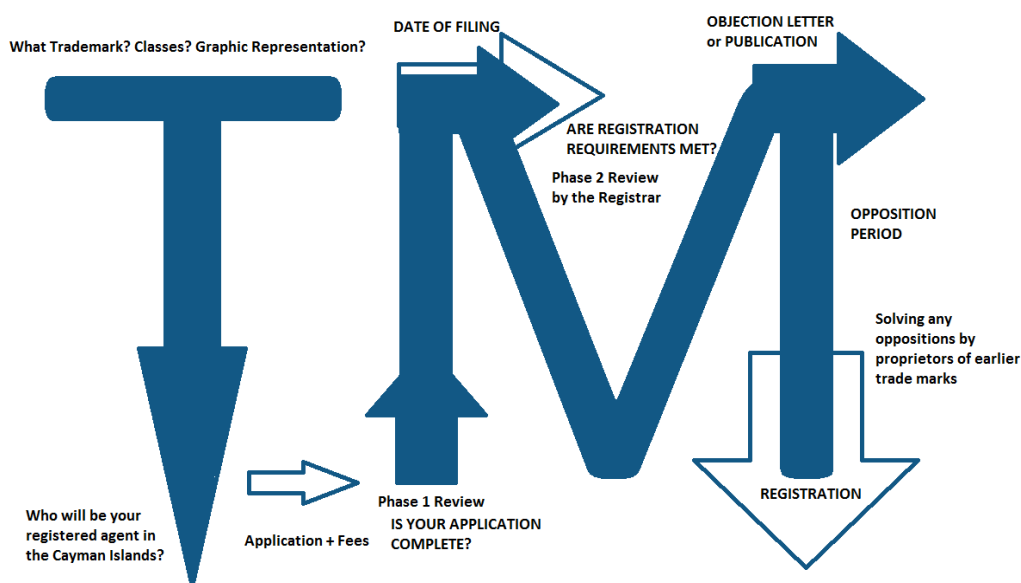 What Trademark? Classes? Graphic Representation?
Who will be your
registered agent in
the Cayman Islands?
Application + Fees
Phase 1 Review
IS YOUR APPLICATION
COMPLETE?
DATE OF FILING
ARE REGISTRATION
REQUIREMENTS MET?
Phase 2 Review
by the Registrar
OBJECTION LETTER
or PUBLICATION
OPPOSITION
PERIOD
Solving any
oppositions by
proprietors of earlier
trade marks
REGISTRATION